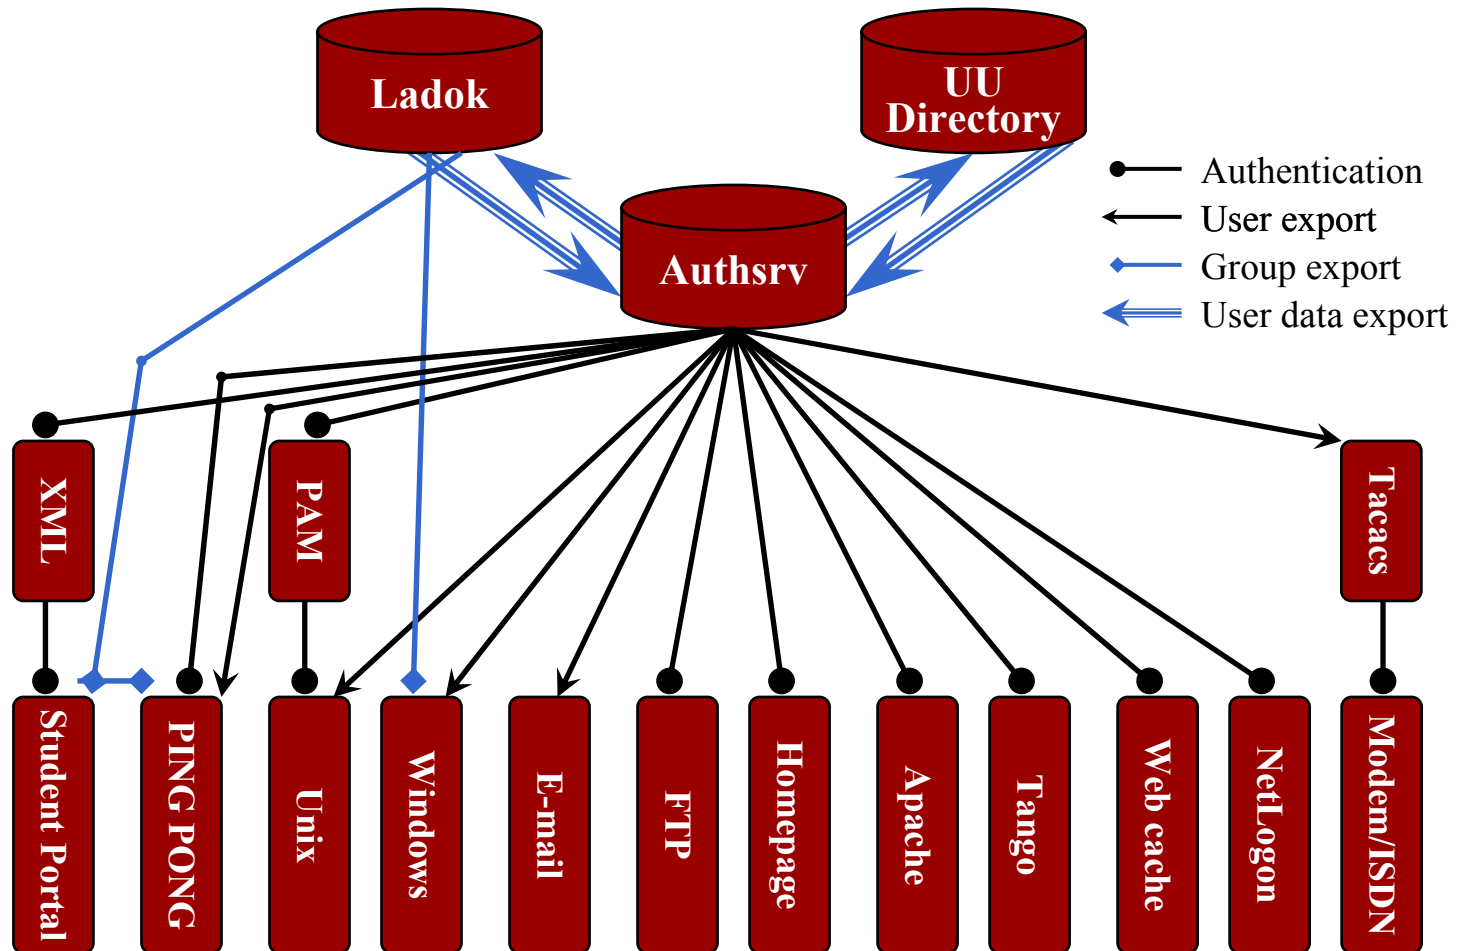 Ladok
UU
Directory
Authsrv
Authentication
User export
Group export
User data export
XML
PAM
Tacacs
Student Portal
PING PONG
Unix
Windows
E-mail
FTP
Homepage
Apache
Tango
Web cache
NetLogon
Modem/ISDN